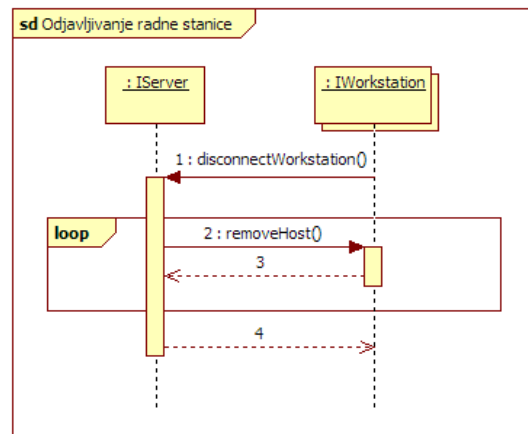 sd Odjavljivanje radne stanice
: IServer
: IWorkstation
1 : disconnectWorkstation()
loop
2 : removeHost()
3
4